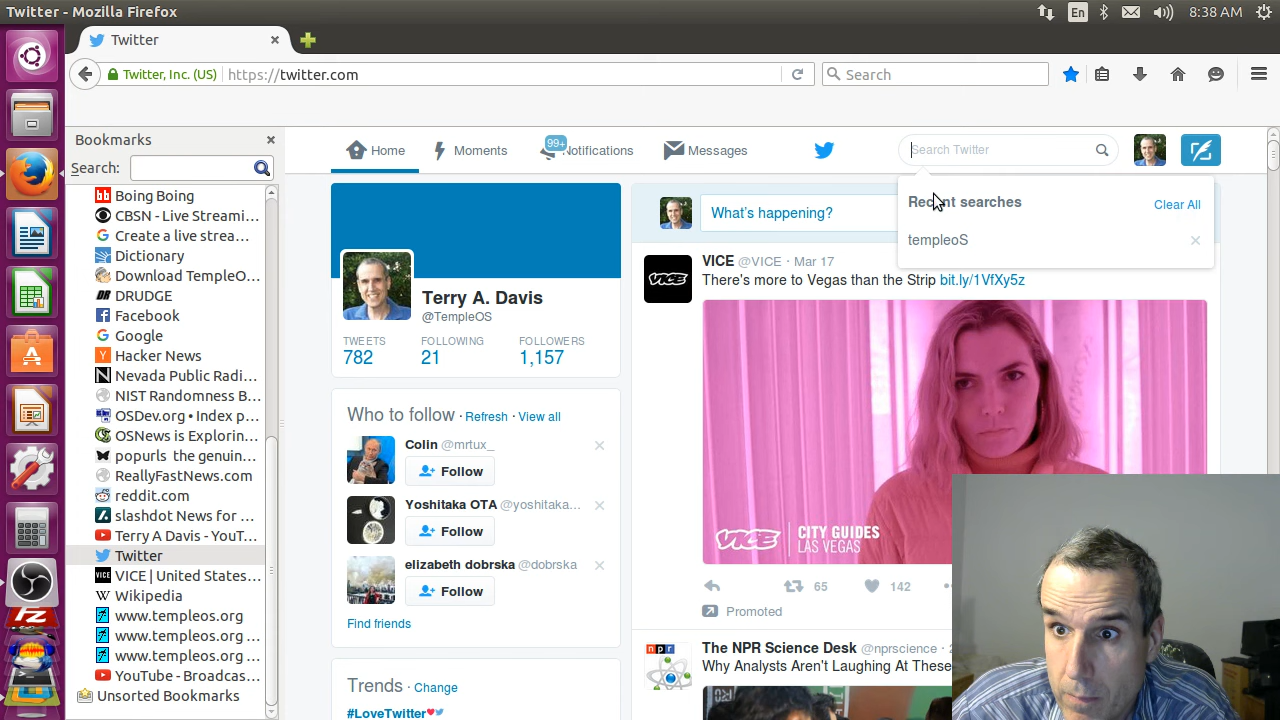 Twitter - Mozilla Firefox
En
8:38 AM
Twitter
Twitter, Inc. (US)
https://twitter.com
Search
Bookmarks
Search:
Boing Boing
CBSN - Live Streami...
Create a live strea...
Dictionary
Download TempleO...
DRUDGE
Facebook
Google
Hacker News
Nevada Public Radi...
NIST Randomness B...
OSDev.org • Index p...
OSNews is Explorin...
popurls the genuin...
ReallyFastNews.com
reddit.com
slashdot News for ...
Terry A Davis - YouT...
Twitter
VICE | United States...
Wikipedia
www.templeos.org
www.templeos.org ...
www.templeos.org ...
YouTube - Broadcas...
Unsorted Bookmarks
Home
Moments
99+
Notifications
Messages
Search Twitter
Recent searches
Clear All
templeoS
Terry A. Davis
@TempleOS
TWEETS
FOLLOWING
FOLLOWERS
782
21
1,157
Who to follow · Refresh · View all
Colin @mrtux_
Follow
Yoshitaka OTA @yoshitaka...
Follow
elizabeth dobrska @dobrska
Follow
Find friends
Trends · Change
#LoveTwitter
What's happening?
VICE @VICE · Mar 17
There's more to Vegas than the Strip bit.ly/1VfXy5z
VICE
CITY GUIDES
LAS VEGAS
65
142
Promoted
The NPR Science Desk @nprscience ·
Why Analysts Aren't Laughing At These